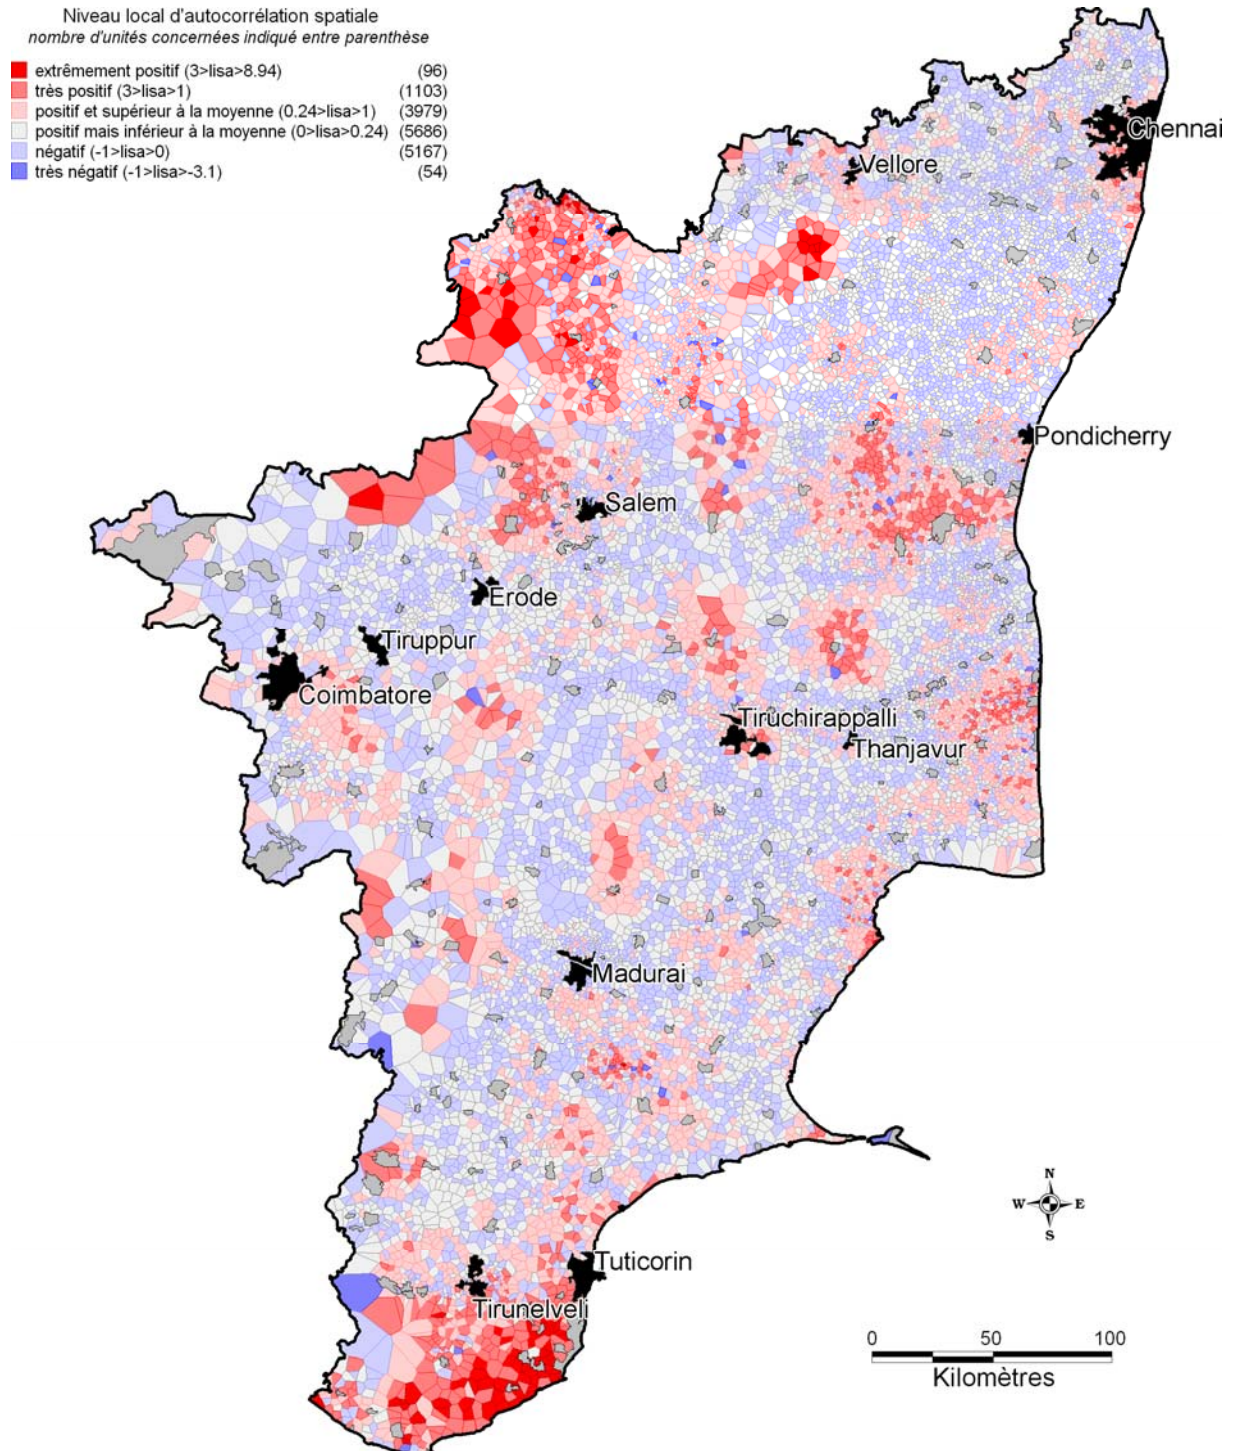 Niveau local d'autocorrélation spatiale
nombre d'unités concernées indiqué entre parenthèse
extrêmement positif (3>lisa>8.94) (96)
très positif (3>lisa>1) (1103)
positif et supérieur à la moyenne (0.24>lisa>1) (3979)
positif mais inférieur à la moyenne (0>lisa>0.24) (5686)
négatif (-1>lisa>0) (5167)
très négatif (-1>lisa>-3.1) (54)
Chennai
Vellore
Pondicherry
Salem
Erode
Tiruppur
Coimbatore
Tiruchirappalli
Thanjavur
Madurai
N
W E
S
Tuticorin
Tirunelveli
0 50 100
Kilomètres